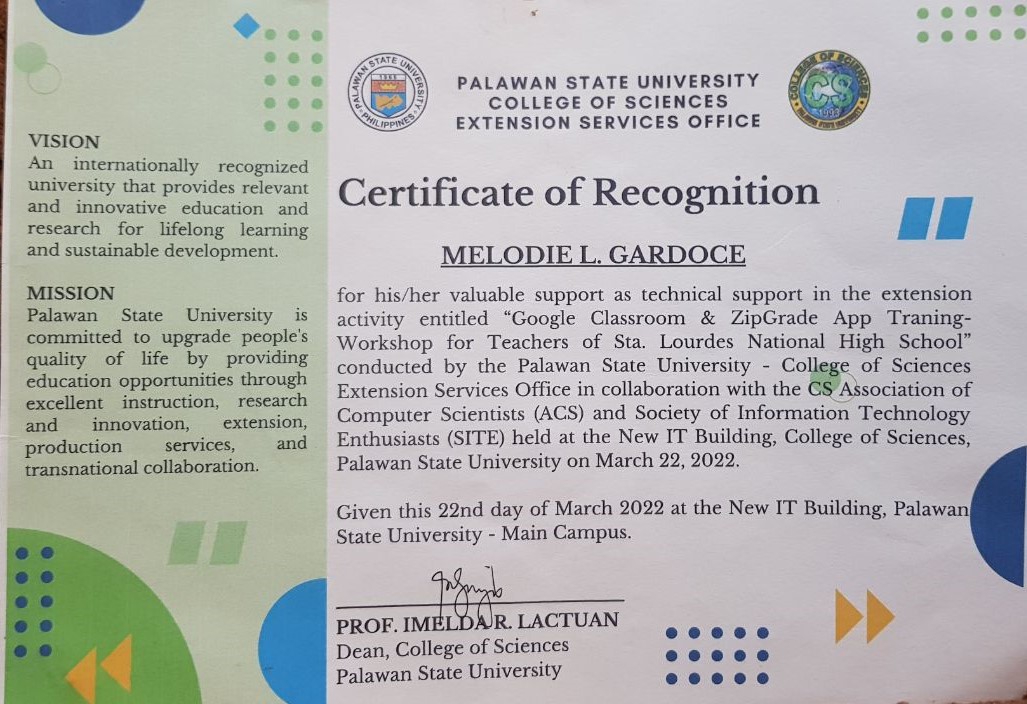 VISION
An internationally recognized
university that provides relevant
and innovative education and
research for lifelong learning
and sustainable development.
MISSION
Palawan State University is
committed to upgrade people's
quality of life by providing
education opportunities through
excellent instruction, research
and innovation, extension,
production services, and
transnational collaboration.
PALAWAN STATE UNIVERSITY
PHILIPPINES
PALAWAN STATE UNIVERSITY
COLLEGE OF SCIENCES
EXTENSION SERVICES OFFICE
COLLEGE OF SCIENCES
CS
Certificate of Recognition
MELODIE L. GARDOCE
for his/her valuable support as technical support in the extension
activity entitled “Google Classroom & ZipGrade App Traning-
Workshop for Teachers of Sta. Lourdes National High School”
conducted by the Palawan State University - College of Sciences
Extension Services Office in collaboration with the CS Association of
Computer Scientists (ACS) and Society of Information Technology
Enthusiasts (SITE) held at the New IT Building, College of Sciences,
Palawan State University on March 22, 2022.
Given this 22nd day of March 2022 at the New IT Building, Palawan
State University - Main Campus.
PROF. IMELDA R. LACTUAN
Dean, College of Sciences
Palawan State University